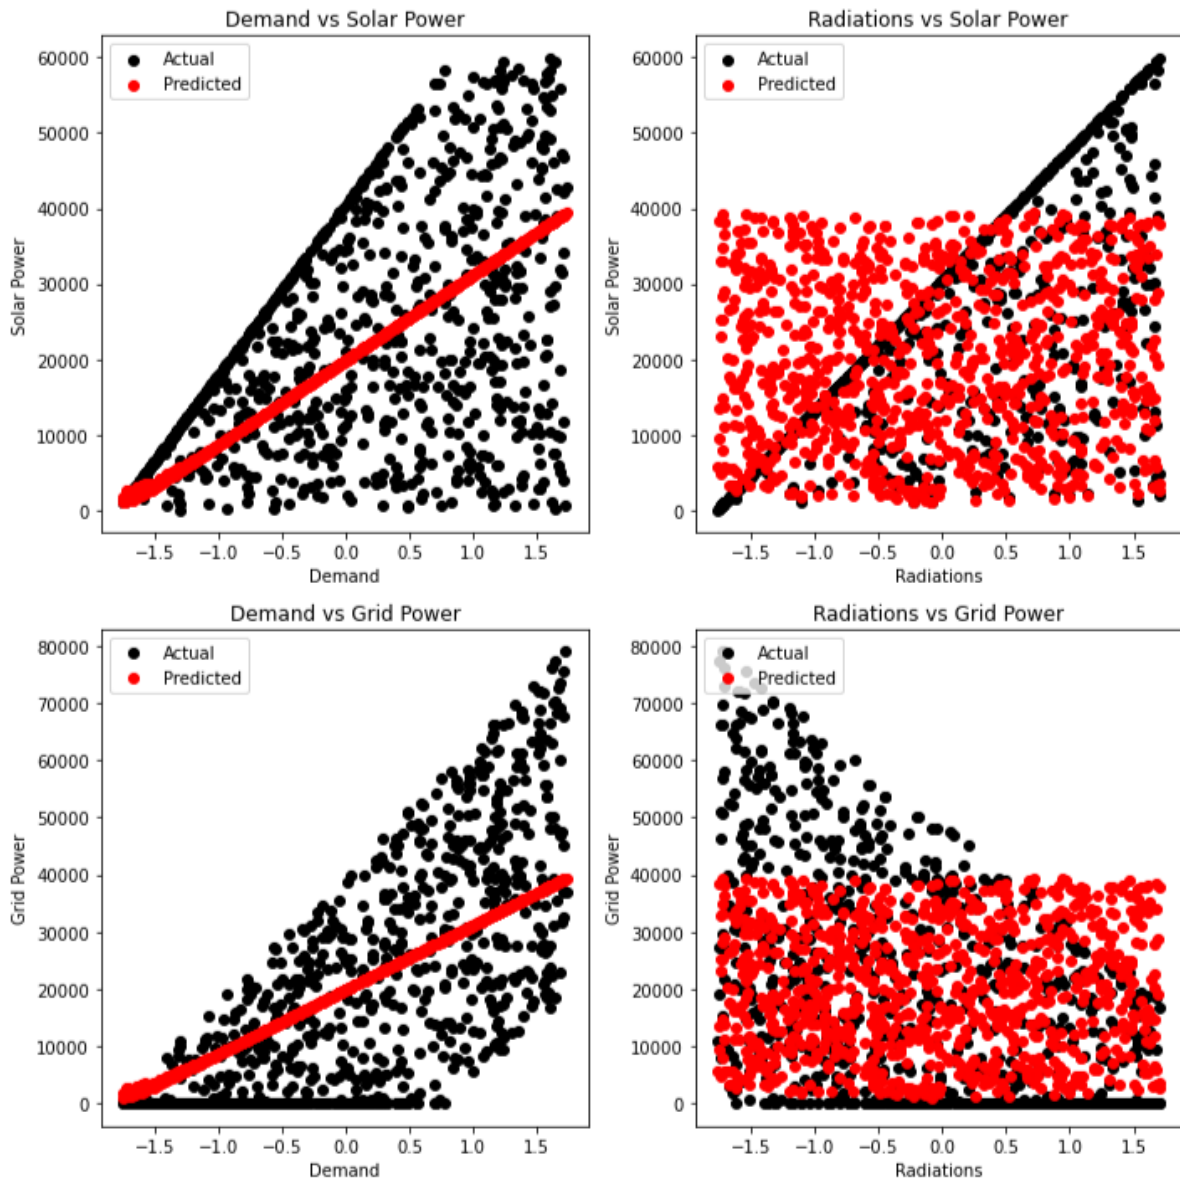 Demand vs Solar Power
Actual
Predicted
60000
50000
40000
30000
20000
10000
0
Solar Power
−1.5 −1.0 −0.5 0.0 0.5 1.0 1.5
Demand
Radiations vs Solar Power
Actual
Predicted
60000
50000
40000
30000
20000
10000
0
Solar Power
−1.5 −1.0 −0.5 0.0 0.5 1.0 1.5
Radiations
Demand vs Grid Power
Actual
Predicted
80000
70000
60000
50000
40000
30000
20000
10000
0
Grid Power
−1.5 −1.0 −0.5 0.0 0.5 1.0 1.5
Demand
Radiations vs Grid Power
Actual
Predicted
80000
70000
60000
50000
40000
30000
20000
10000
0
Grid Power
−1.5 −1.0 −0.5 0.0 0.5 1.0 1.5
Radiations